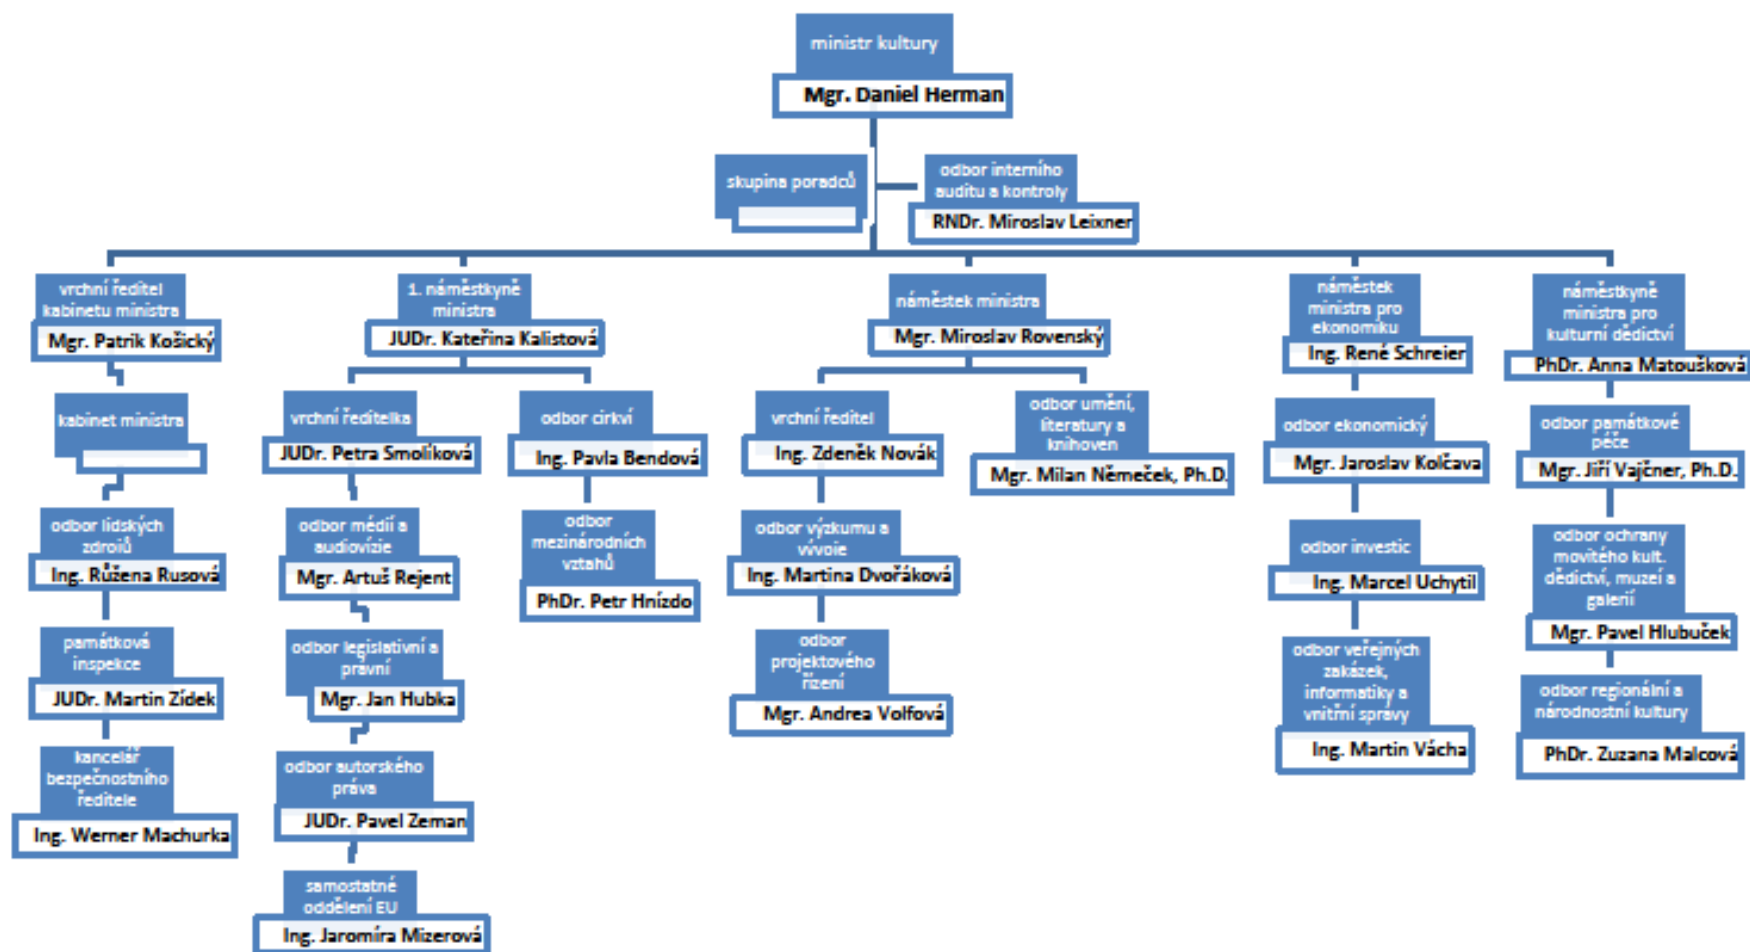 ministr kultury
Mgr. Daniel Herman
skupina poradců
odbor interního
auditu a kontroly
RNDr. Miroslav Leixner
vrchní ředitel
kabinetu ministra
Mgr. Patrik Košický
kabinet ministra
odbor lidských
zdrojů
Ing. Růžena Rusová
památková
inspekce
JUDr. Martin Zídek
kancelář
bezpečnostního
ředitele
Ing. Werner Machurka
1. náměstkyně
ministra
JUDr. Kateřina Kalistová
vrchní ředitelka
JUDr. Petra Smolíková
odbor médií a
audiovizie
Mgr. Artuš Rejent
odbor legislativní a
právní
Mgr. Jan Hubka
odbor autorského
práva
JUDr. Pavel Zeman
samostatné
oddělení EU
Ing. Jaromíra Mizerová
odbor církví
Ing. Pavla Bendová
odbor
mezinárodních
vztahů
PhDr. Petr Hnízdo
náměstek ministra
Mgr. Miroslav Rovenský
vrchní ředitel
Ing. Zdeněk Novák
odbor výzkumu a
vývoje
Ing. Martina Dvořáková
odbor
projektového
řízení
Mgr. Andrea Volfová
odbor umění,
literatury a
knihoven
Mgr. Milan Němeček, Ph.D.
náměstek
ministra pro
ekonomiku
Ing. René Schreier
odbor ekonomický
Mgr. Jaroslav Kolčava
odbor investic
Ing. Marcel Uchytil
odbor veřejných
zakázek,
informatiky a
vnitřní správy
Ing. Martin Vácha
náměstkyně
ministra pro
kulturní dědictví
PhDr. Anna Matoušková
odbor památkové
péče
Mgr. Jiří Vajčner, Ph.D.
odbor ochrany
movitého kult.
dědictví, muzeí a
galerií
Mgr. Pavel Hlubuček
odbor regionální a
národnostní kultury
PhDr. Zuzana Malcová